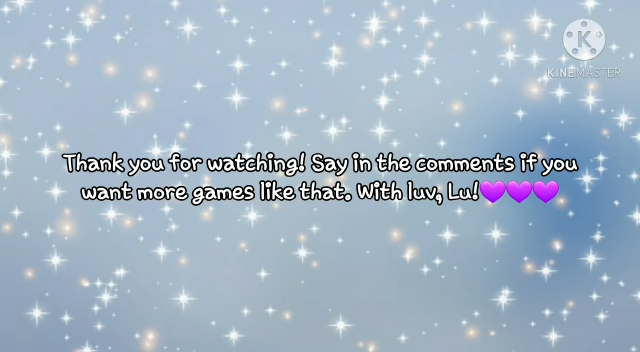 KINEMASTER
Thank you for watching! Say in the comments if you
want more games like that. With luv, Lu!💜💜💜